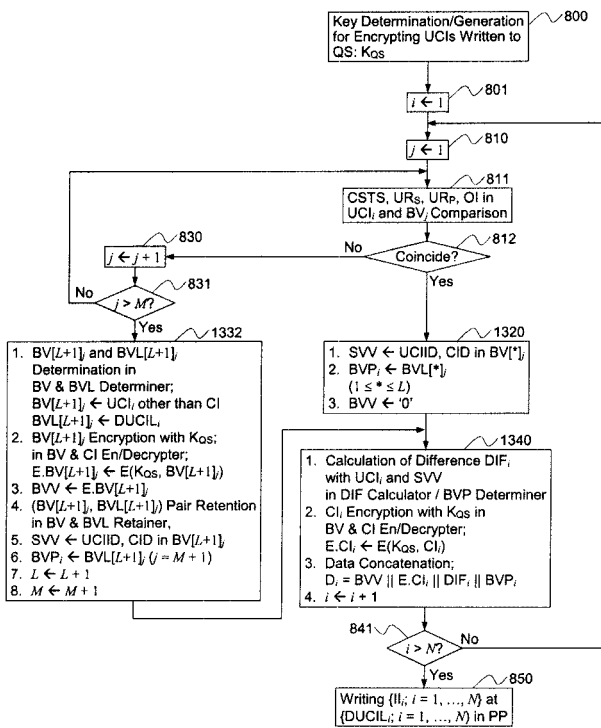 Key Determination/Generation
for Encrypting UCIs Written to
QS: KQS
800
i ← 1
801
j ← 1
810
811
CSTS, URS, URP, OI in
UCIi and BVj Comparison
830
j ← j + 1
No
Coincide?
812
Yes
831
No
j > M?
Yes
1332
1. BV[L+1]j and BVL[L+1]j
Determination in
BV & BVL Determiner;
BV[L+1]j ← UCIi other than CI
BVL[L+1]j ← DUCILi
2. BV[L+1]j Encryption with KQS;
in BV & CI En/Decrypter;
E.BV[L+1]j ← E(KQS, BV[L+1]j)
3. BVV ← E.BV[L+1]j
4. (BV[L+1]j, BVL[L+1]j) Pair Retention
in BV & BVL Retainer,
5. SVV ← UCIID, CID in BV[L+1]j
6. BVPi ← BVL[L+1]j (j = M + 1)
7. L ← L + 1
8. M ← M + 1
1320
1. SVV ← UCIID, CID in BV[*]j
2. BVPi ← BVL[*]j
(1 ≤ * ≤ L)
3. BVV ← '0'
1340
1. Calculation of Difference DIFi
with UCIi and SVV
in DIF Calculator / BVP Determiner
2. CIi Encryption with KQS in
BV & CI En/Decrypter;
E.CIi ← E(KQS, CIi)
3. Data Concatenation;
Di = BVV || E.CIi || DIFi || BVPi
4. i ← i + 1
841
i > N?
No
Yes
850
Writing {IIi; i = 1, ..., N} at
{DUCILi; i = 1, ..., N} in PP